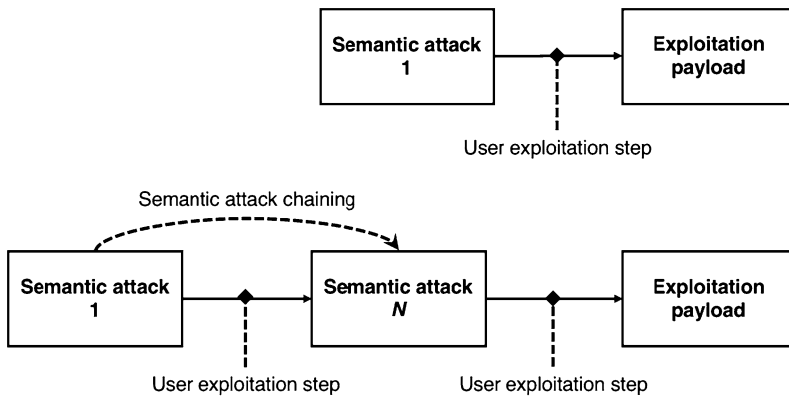 Semantic attack
1
Exploitation
payload
User exploitation step
Semantic attack chaining
Semantic attack
1
Semantic attack
N
Exploitation
payload
User exploitation step
User exploitation step